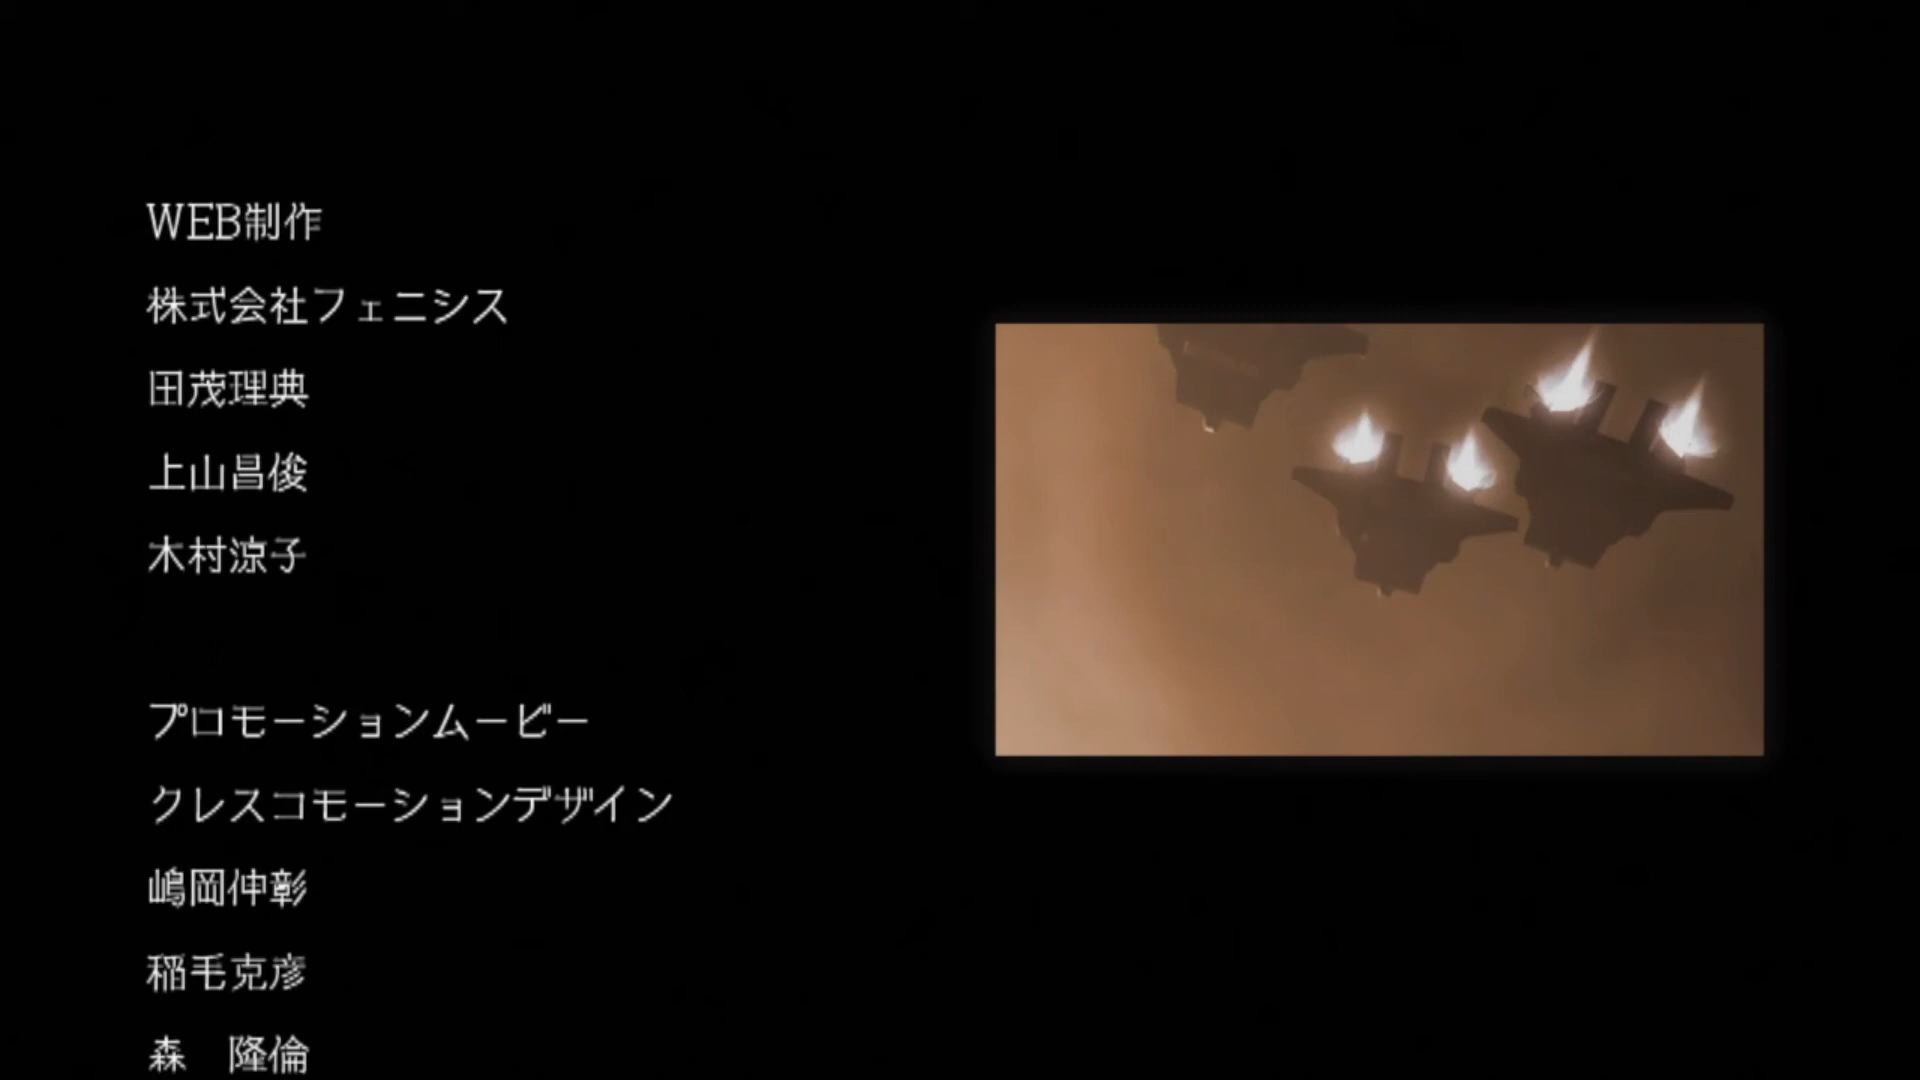 WEB制作
株式会社フェニシス
田茂理典
上山昌俊
木村涼子
プロモーションムービー
クレスコモーションデザイン
嶋岡伸彰
稲毛克彦
森　隆倫